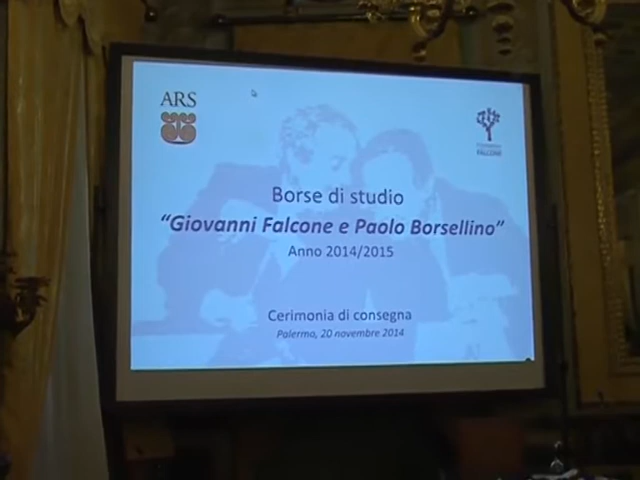 ARS
FALCONE
Borse di studio
“Giovanni Falcone e Paolo Borsellino”
Anno 2014/2015
Cerimonia di consegna
Palermo, 20 novembre 2014